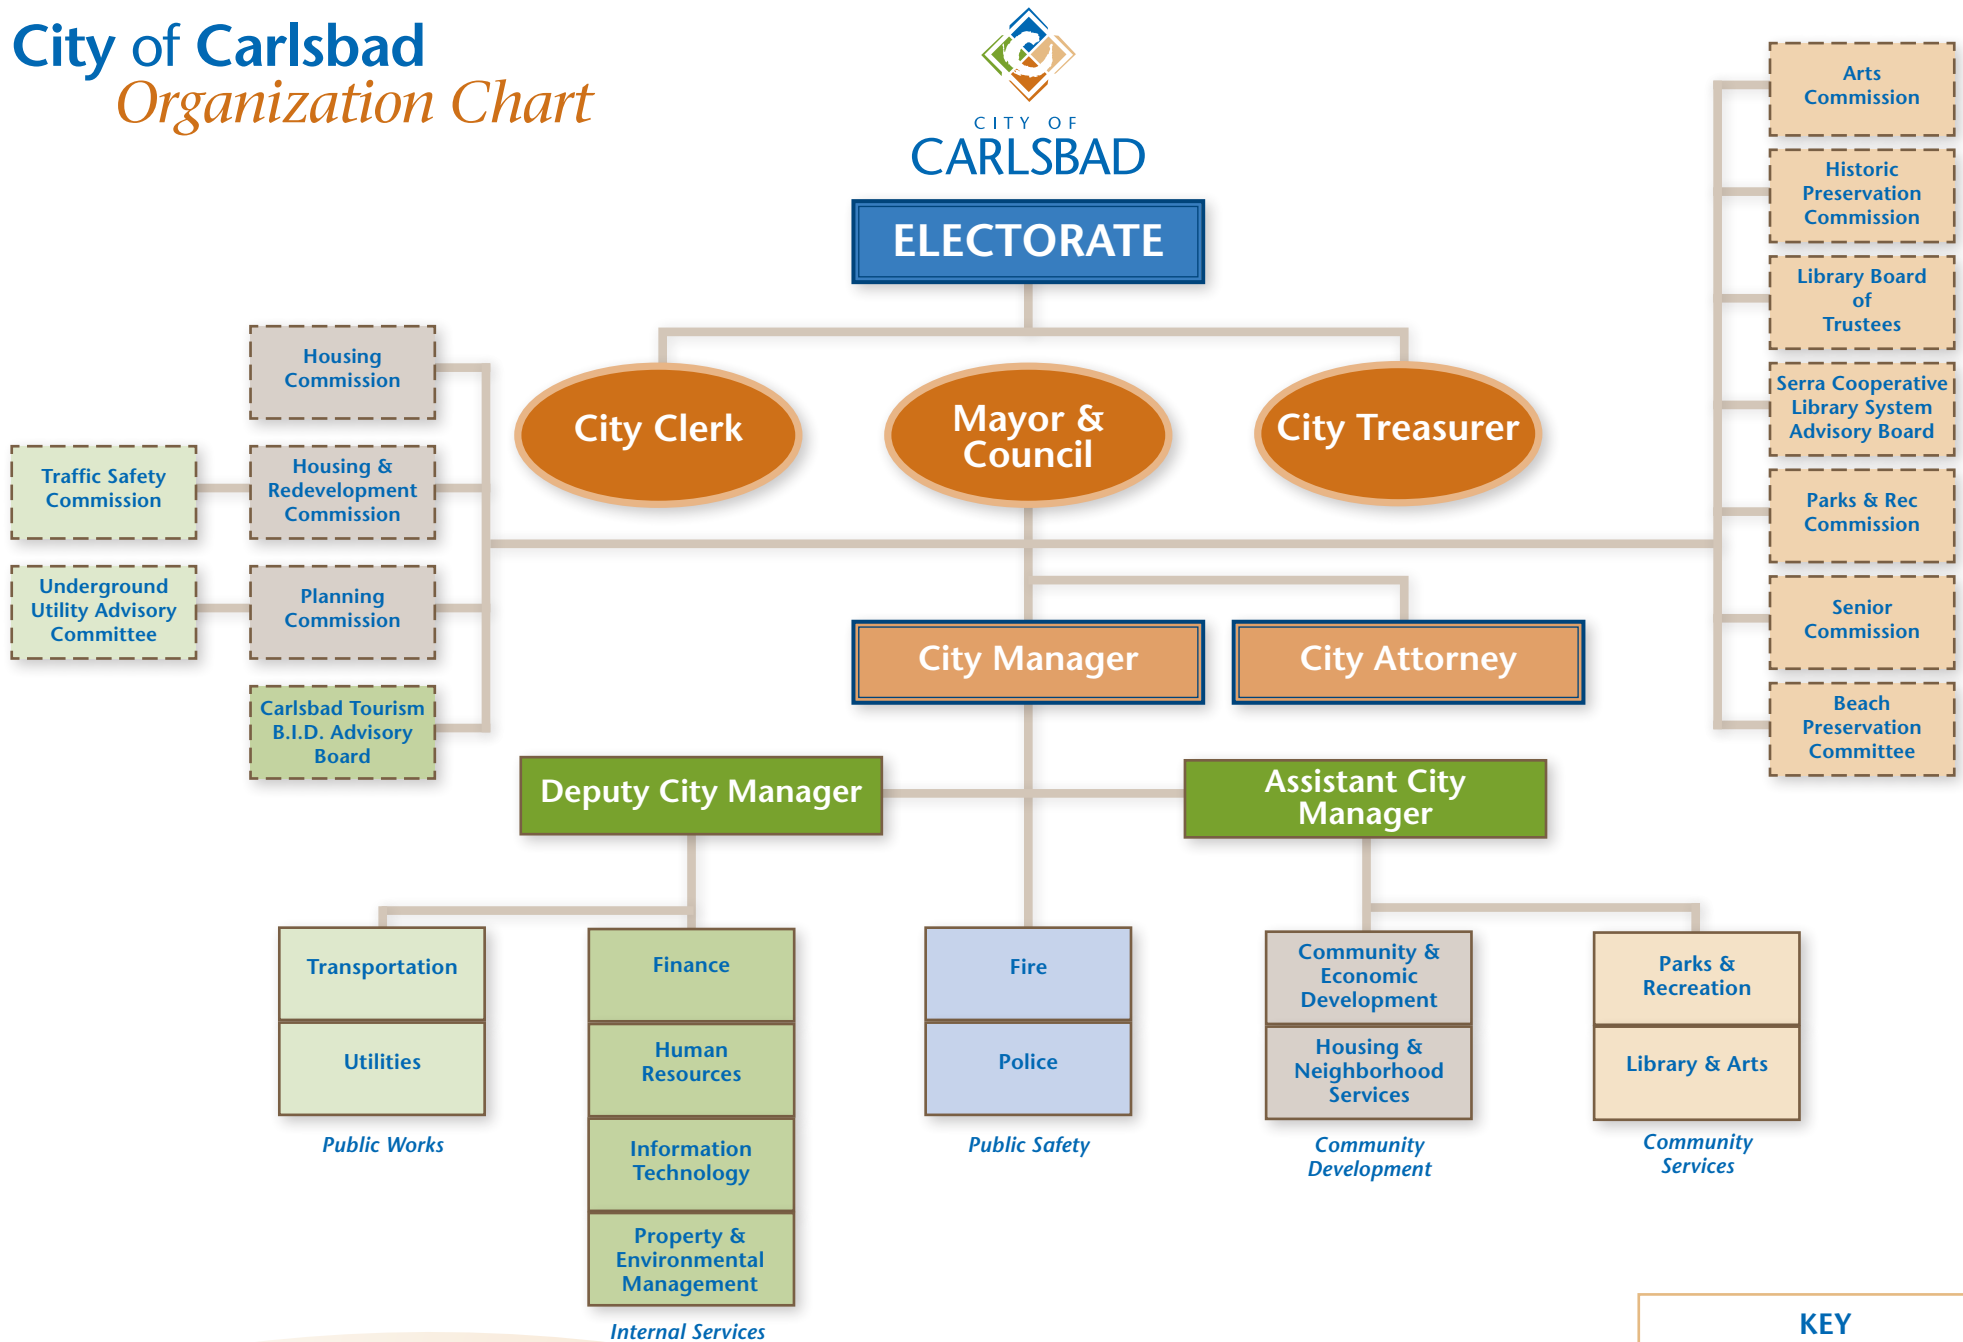 City of Carlsbad
Organization Chart
CITY OF
CARLSBAD
ELECTORATE
City Clerk
Mayor &
Council
City Treasurer
Housing
Commission
Traffic Safety
Commission
Housing &
Redevelopment
Commission
Underground
Utility Advisory
Committee
Planning
Commission
Carlsbad Tourism
B.I.D. Advisory
Board
Arts
Commission
Historic
Preservation
Commission
Library Board
of
Trustees
Serra Cooperative
Library System
Advisory Board
Parks & Rec
Commission
Senior
Commission
Beach
Preservation
Committee
City Manager
City Attorney
Deputy City Manager
Assistant City
Manager
Transportation
Utilities
Public Works
Finance
Human
Resources
Information
Technology
Property &
Environmental
Management
Internal Services
Fire
Police
Public Safety
Community &
Economic
Development
Housing &
Neighborhood
Services
Community
Development
Parks &
Recreation
Library & Arts
Community
Services
KEY